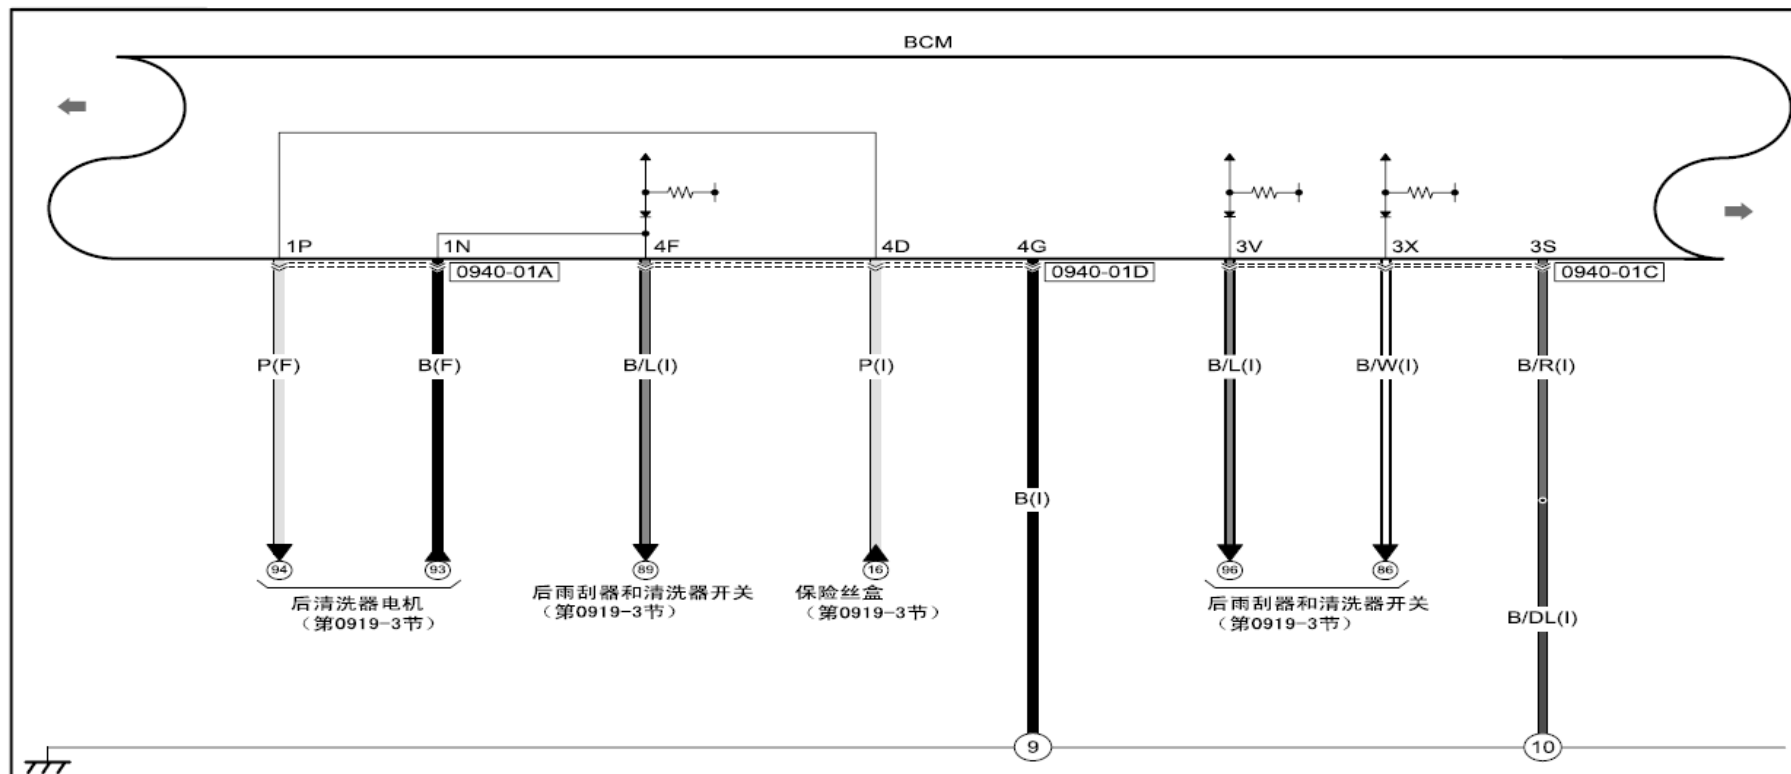 BCM
1P 1N 4F 4D 4G 3V 3X 3S
0940-01A 0940-01D 0940-01C
P(F) B(F) B/L(I) P(I) B/L(I) B/W(I) B/R(I)
B(I)
94 93 89 16 96 86
后清洗器电机
（第0919-3节）
后雨刮器和清洗器开关
（第0919-3节）
保险丝盒
（第0919-3节）
后雨刮器和清洗器开关
（第0919-3节）
B/DL(I)
9 10